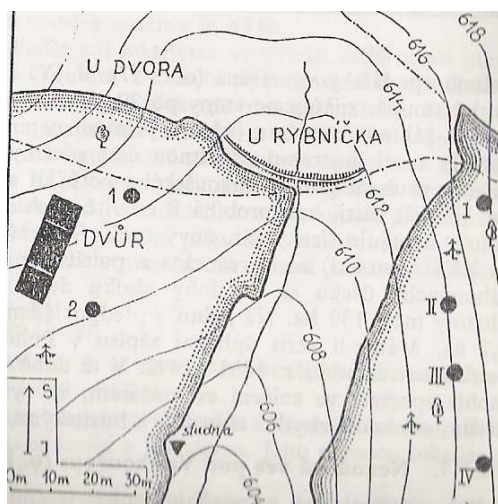 618
616
U DVORA
614
U RYBNÍČKA
612
1
I
DVŮR
610
II
2
608
III
S
606
studna
IV
0m 10m 20m 30m
604